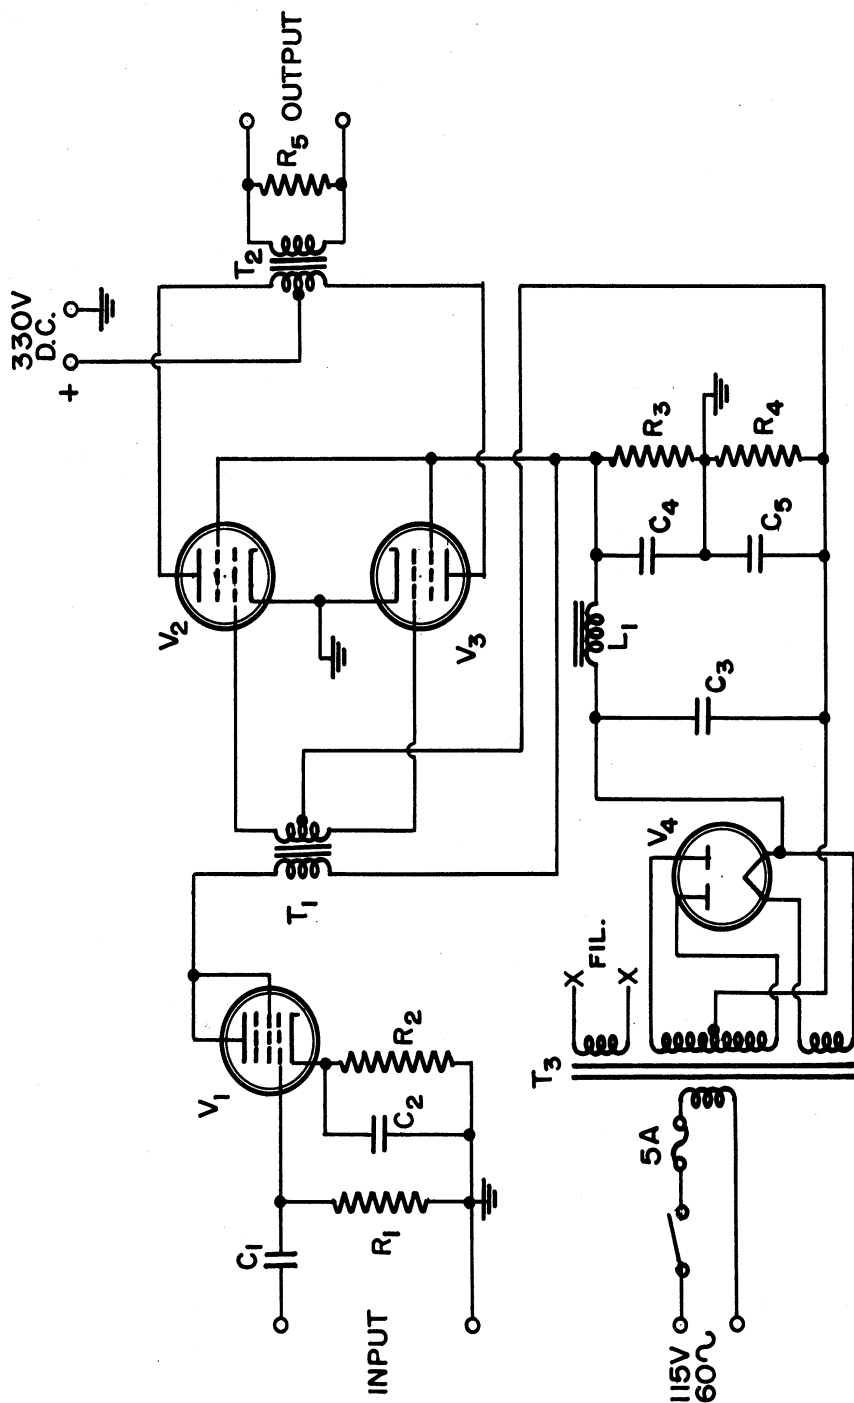 330V
D.C.
+
T2
R5
OUTPUT
V2
V3
T1
V1
C1
R1
C2
R2
INPUT
R3
R4
C4
C5
L1
C3
V4
X
FIL.
X
T3
5A
115V
60~